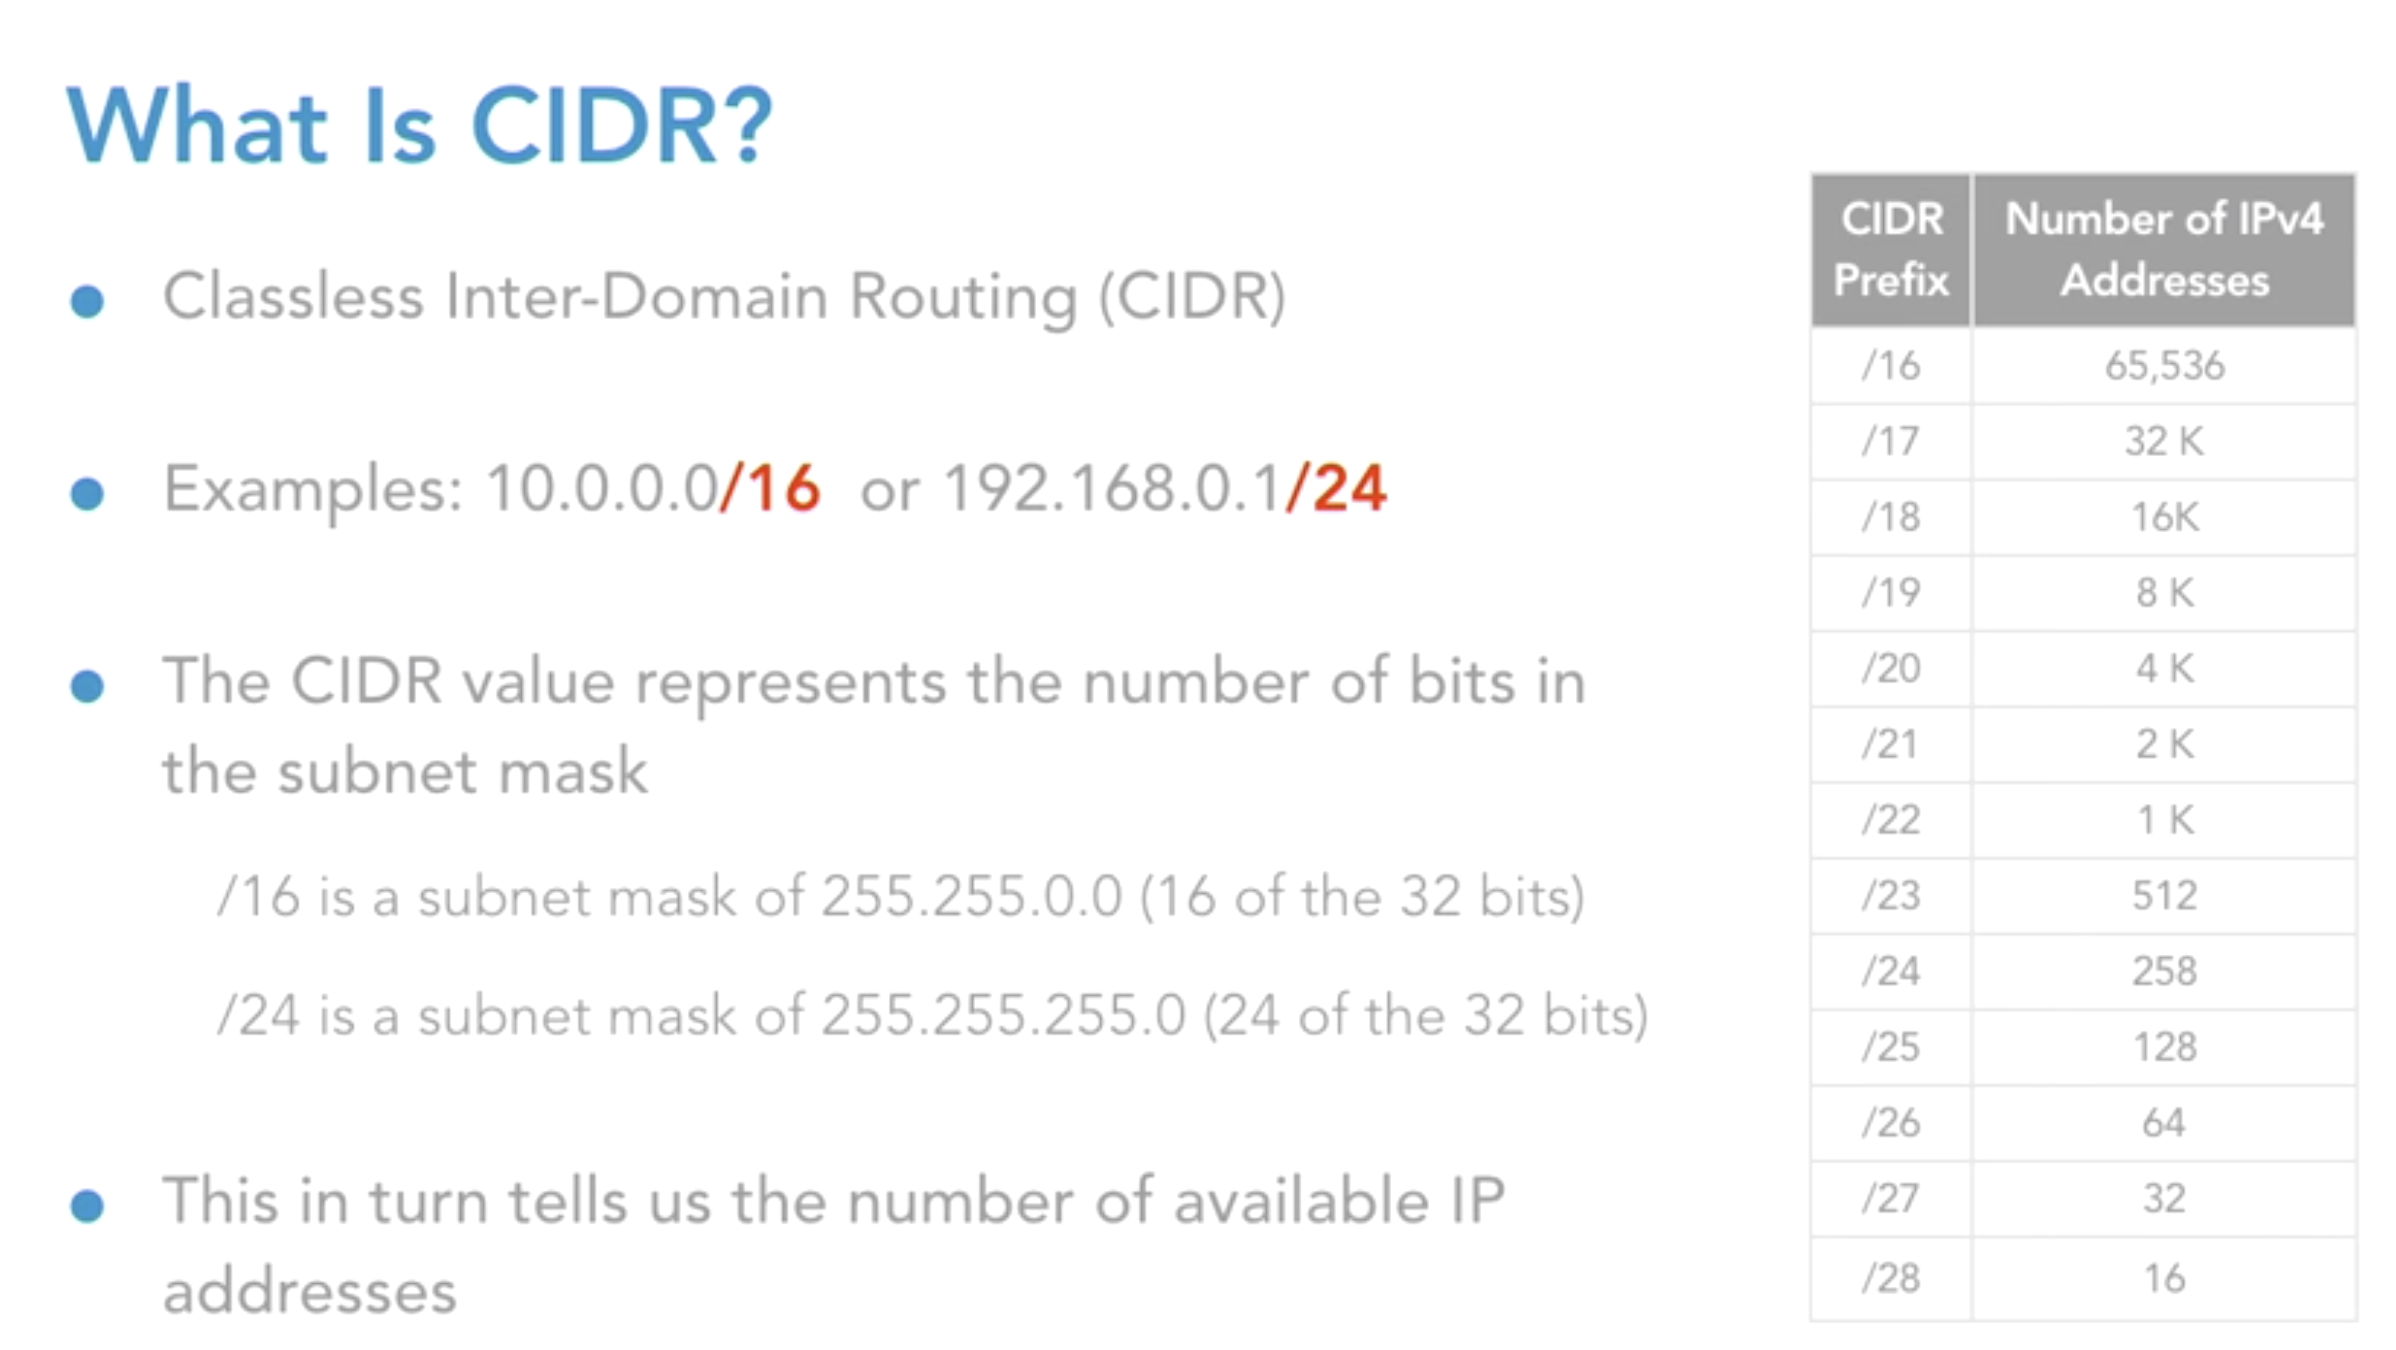 What Is CIDR?
Classless Inter-Domain Routing (CIDR)
Examples: 10.0.0.0/16 or 192.168.0.1/24
The CIDR value represents the number of bits in
the subnet mask
/16 is a subnet mask of 255.255.0.0 (16 of the 32 bits)
/24 is a subnet mask of 255.255.255.0 (24 of the 32 bits)
This in turn tells us the number of available IP
addresses
CIDR Prefix Number of IPv4 Addresses
/16 65,536
/17 32 K
/18 16K
/19 8 K
/20 4 K
/21 2 K
/22 1 K
/23 512
/24 258
/25 128
/26 64
/27 32
/28 16